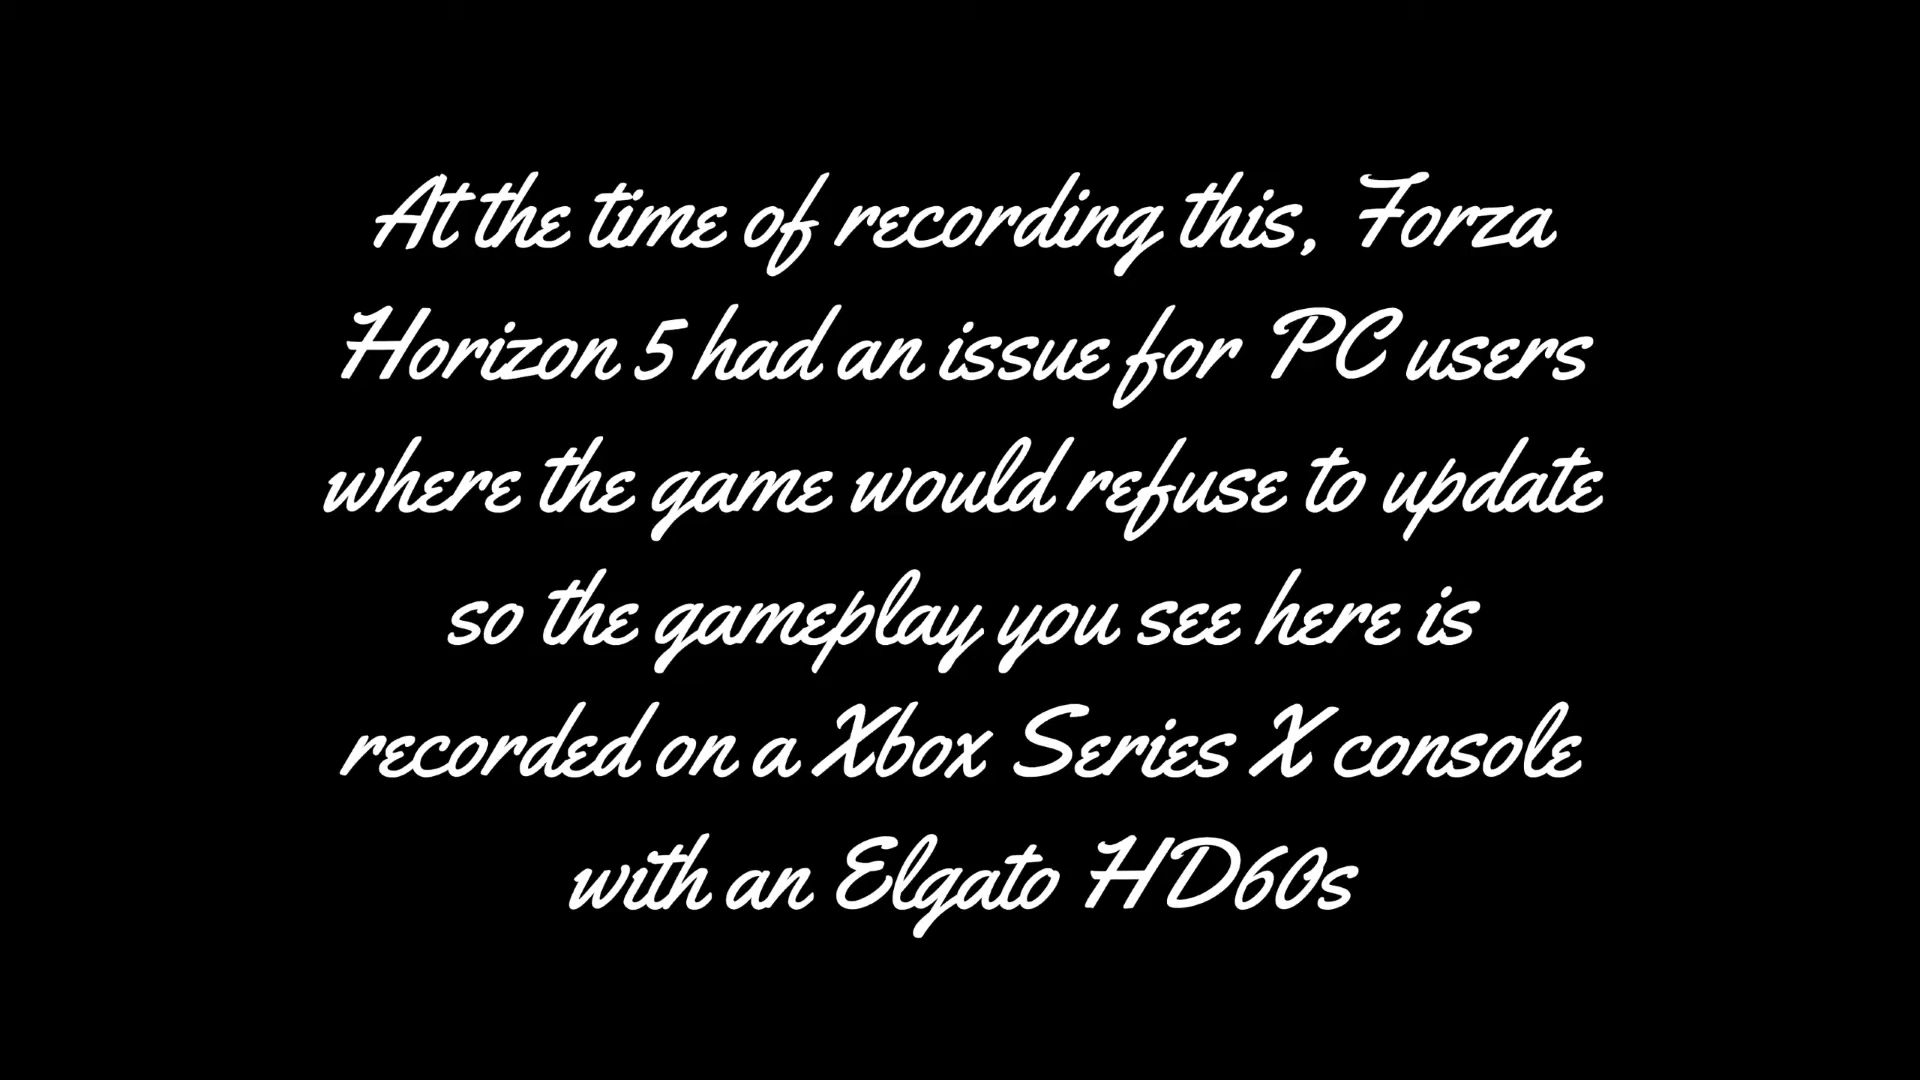 At the time of recording this, Forza
Horizon 5 had an issue for PC users
where the game would refuse to update
so the gameplay you see here is
recorded on a Xbox Series X console
with an Elgato HD60s